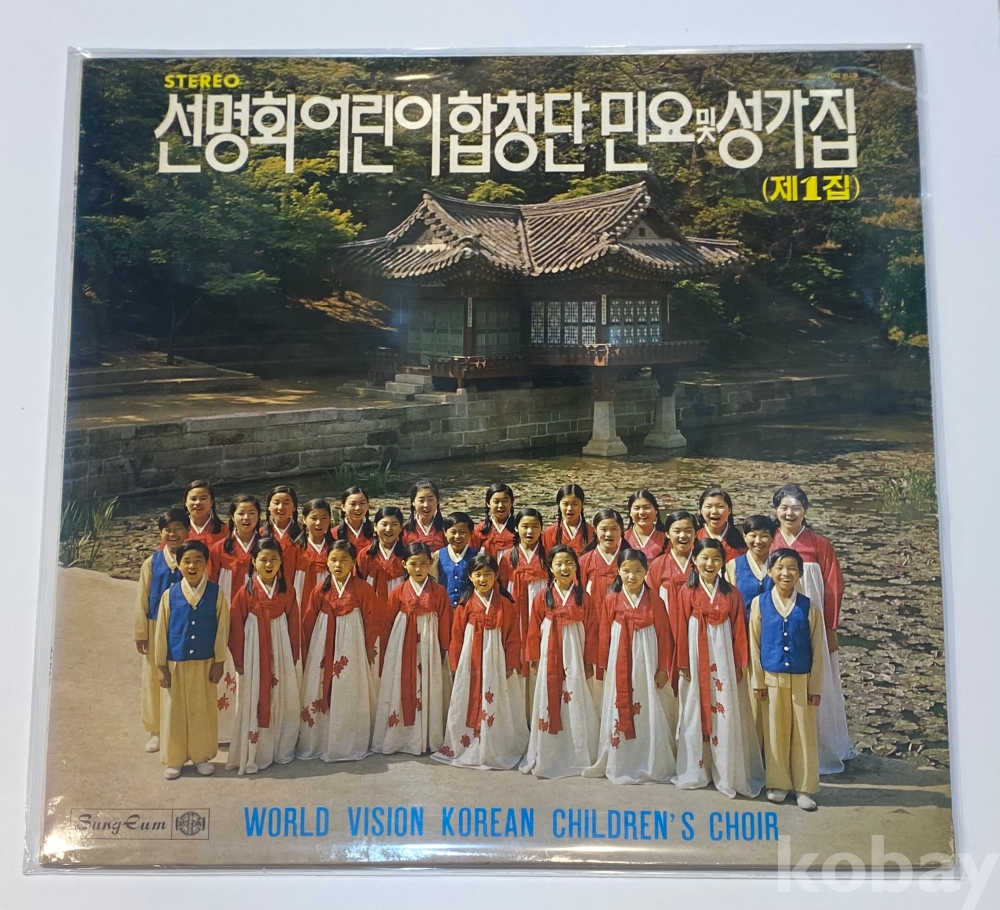 STEREO
선명회 어린이 합창단 민요 및 성가집
(제1집)
SungEum
WORLD VISION KOREAN CHILDREN'S CHOIR
kobay